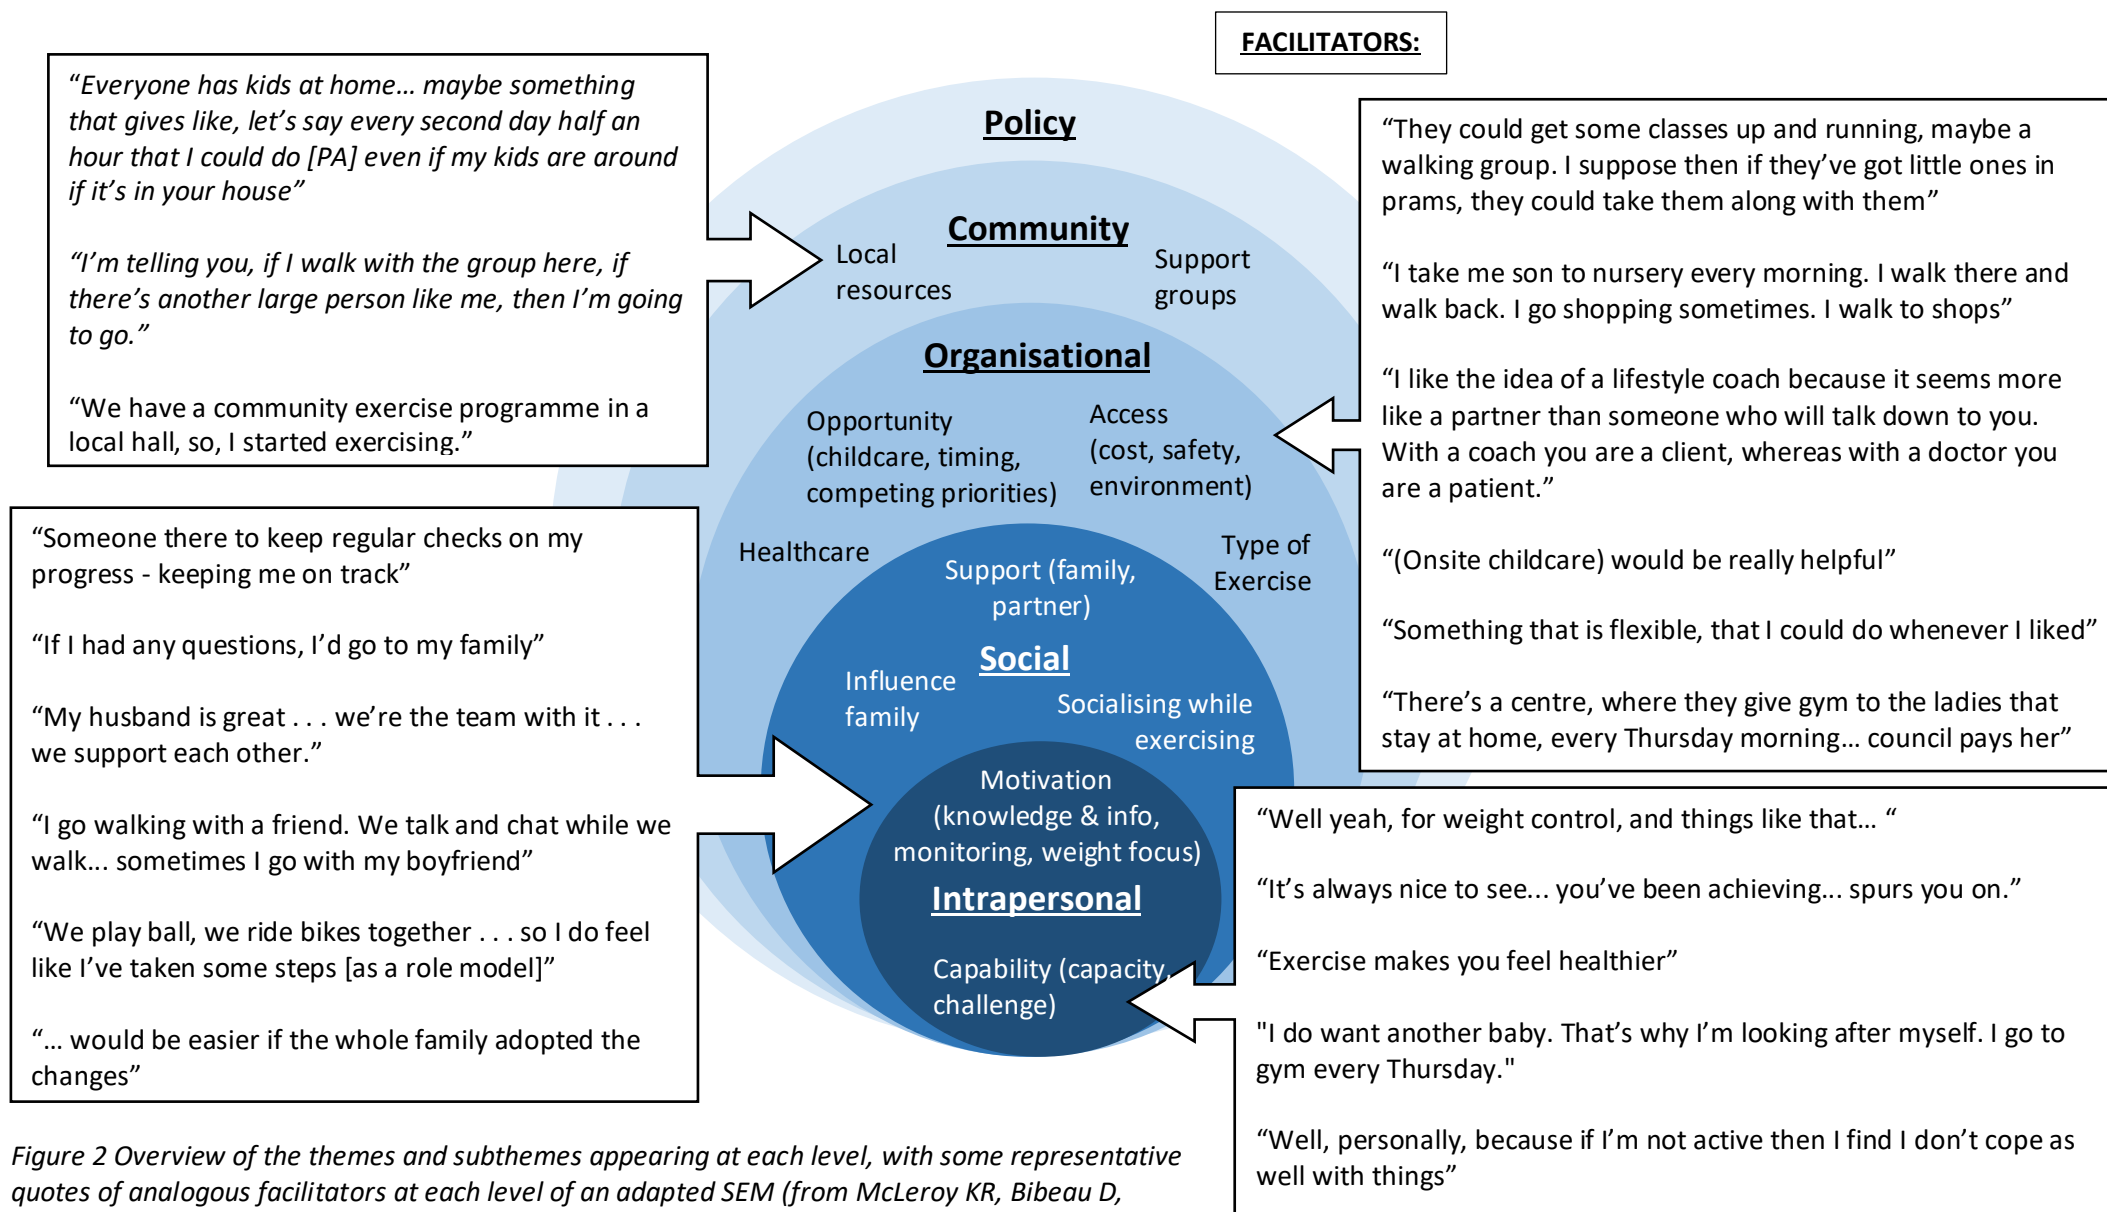 FACILITATORS:
“Everyone has kids at home… maybe something
that gives like, let’s say every second day half an
hour that I could do [PA] even if my kids are around
if it’s in your house”
“I’m telling you, if I walk with the group here, if
there’s another large person like me, then I’m going
to go.”
“We have a community exercise programme in a
local hall, so, I started exercising.”
“Someone there to keep regular checks on my
progress - keeping me on track”
“If I had any questions, I’d go to my family”
“My husband is great . . . we’re the team with it . . .
we support each other.”
“I go walking with a friend. We talk and chat while we
walk... sometimes I go with my boyfriend”
“We play ball, we ride bikes together . . . so I do feel
like I’ve taken some steps [as a role model]”
“… would be easier if the whole family adopted the
changes”
Policy
Community
Local
resources
Support
groups
Organisational
Opportunity
(childcare, timing,
competing priorities)
Access
(cost, safety,
environment)
Healthcare
Type of
Exercise
Support (family,
partner)
Social
Influence
family
Socialising while
exercising
Motivation
(knowledge & info,
monitoring, weight focus)
Intrapersonal
Capability (capacity,
challenge)
“They could get some classes up and running, maybe a
walking group. I suppose then if they’ve got little ones in
prams, they could take them along with them”
“I take me son to nursery every morning. I walk there and
walk back. I go shopping sometimes. I walk to shops”
“I like the idea of a lifestyle coach because it seems more
like a partner than someone who will talk down to you.
With a coach you are a client, whereas with a doctor you
are a patient.”
“(Onsite childcare) would be really helpful”
“Something that is flexible, that I could do whenever I liked”
“There’s a centre, where they give gym to the ladies that
stay at home, every Thursday morning… council pays her”
“Well yeah, for weight control, and things like that… “
“It’s always nice to see... you’ve been achieving... spurs you on.”
“Exercise makes you feel healthier”
"I do want another baby. That’s why I’m looking after myself. I go to
gym every Thursday."
“Well, personally, because if I’m not active then I find I don’t cope as
well with things”
Figure 2 Overview of the themes and subthemes appearing at each level, with some representative
quotes of analogous facilitators at each level of an adapted SEM (from McLeroy KR, Bibeau D,